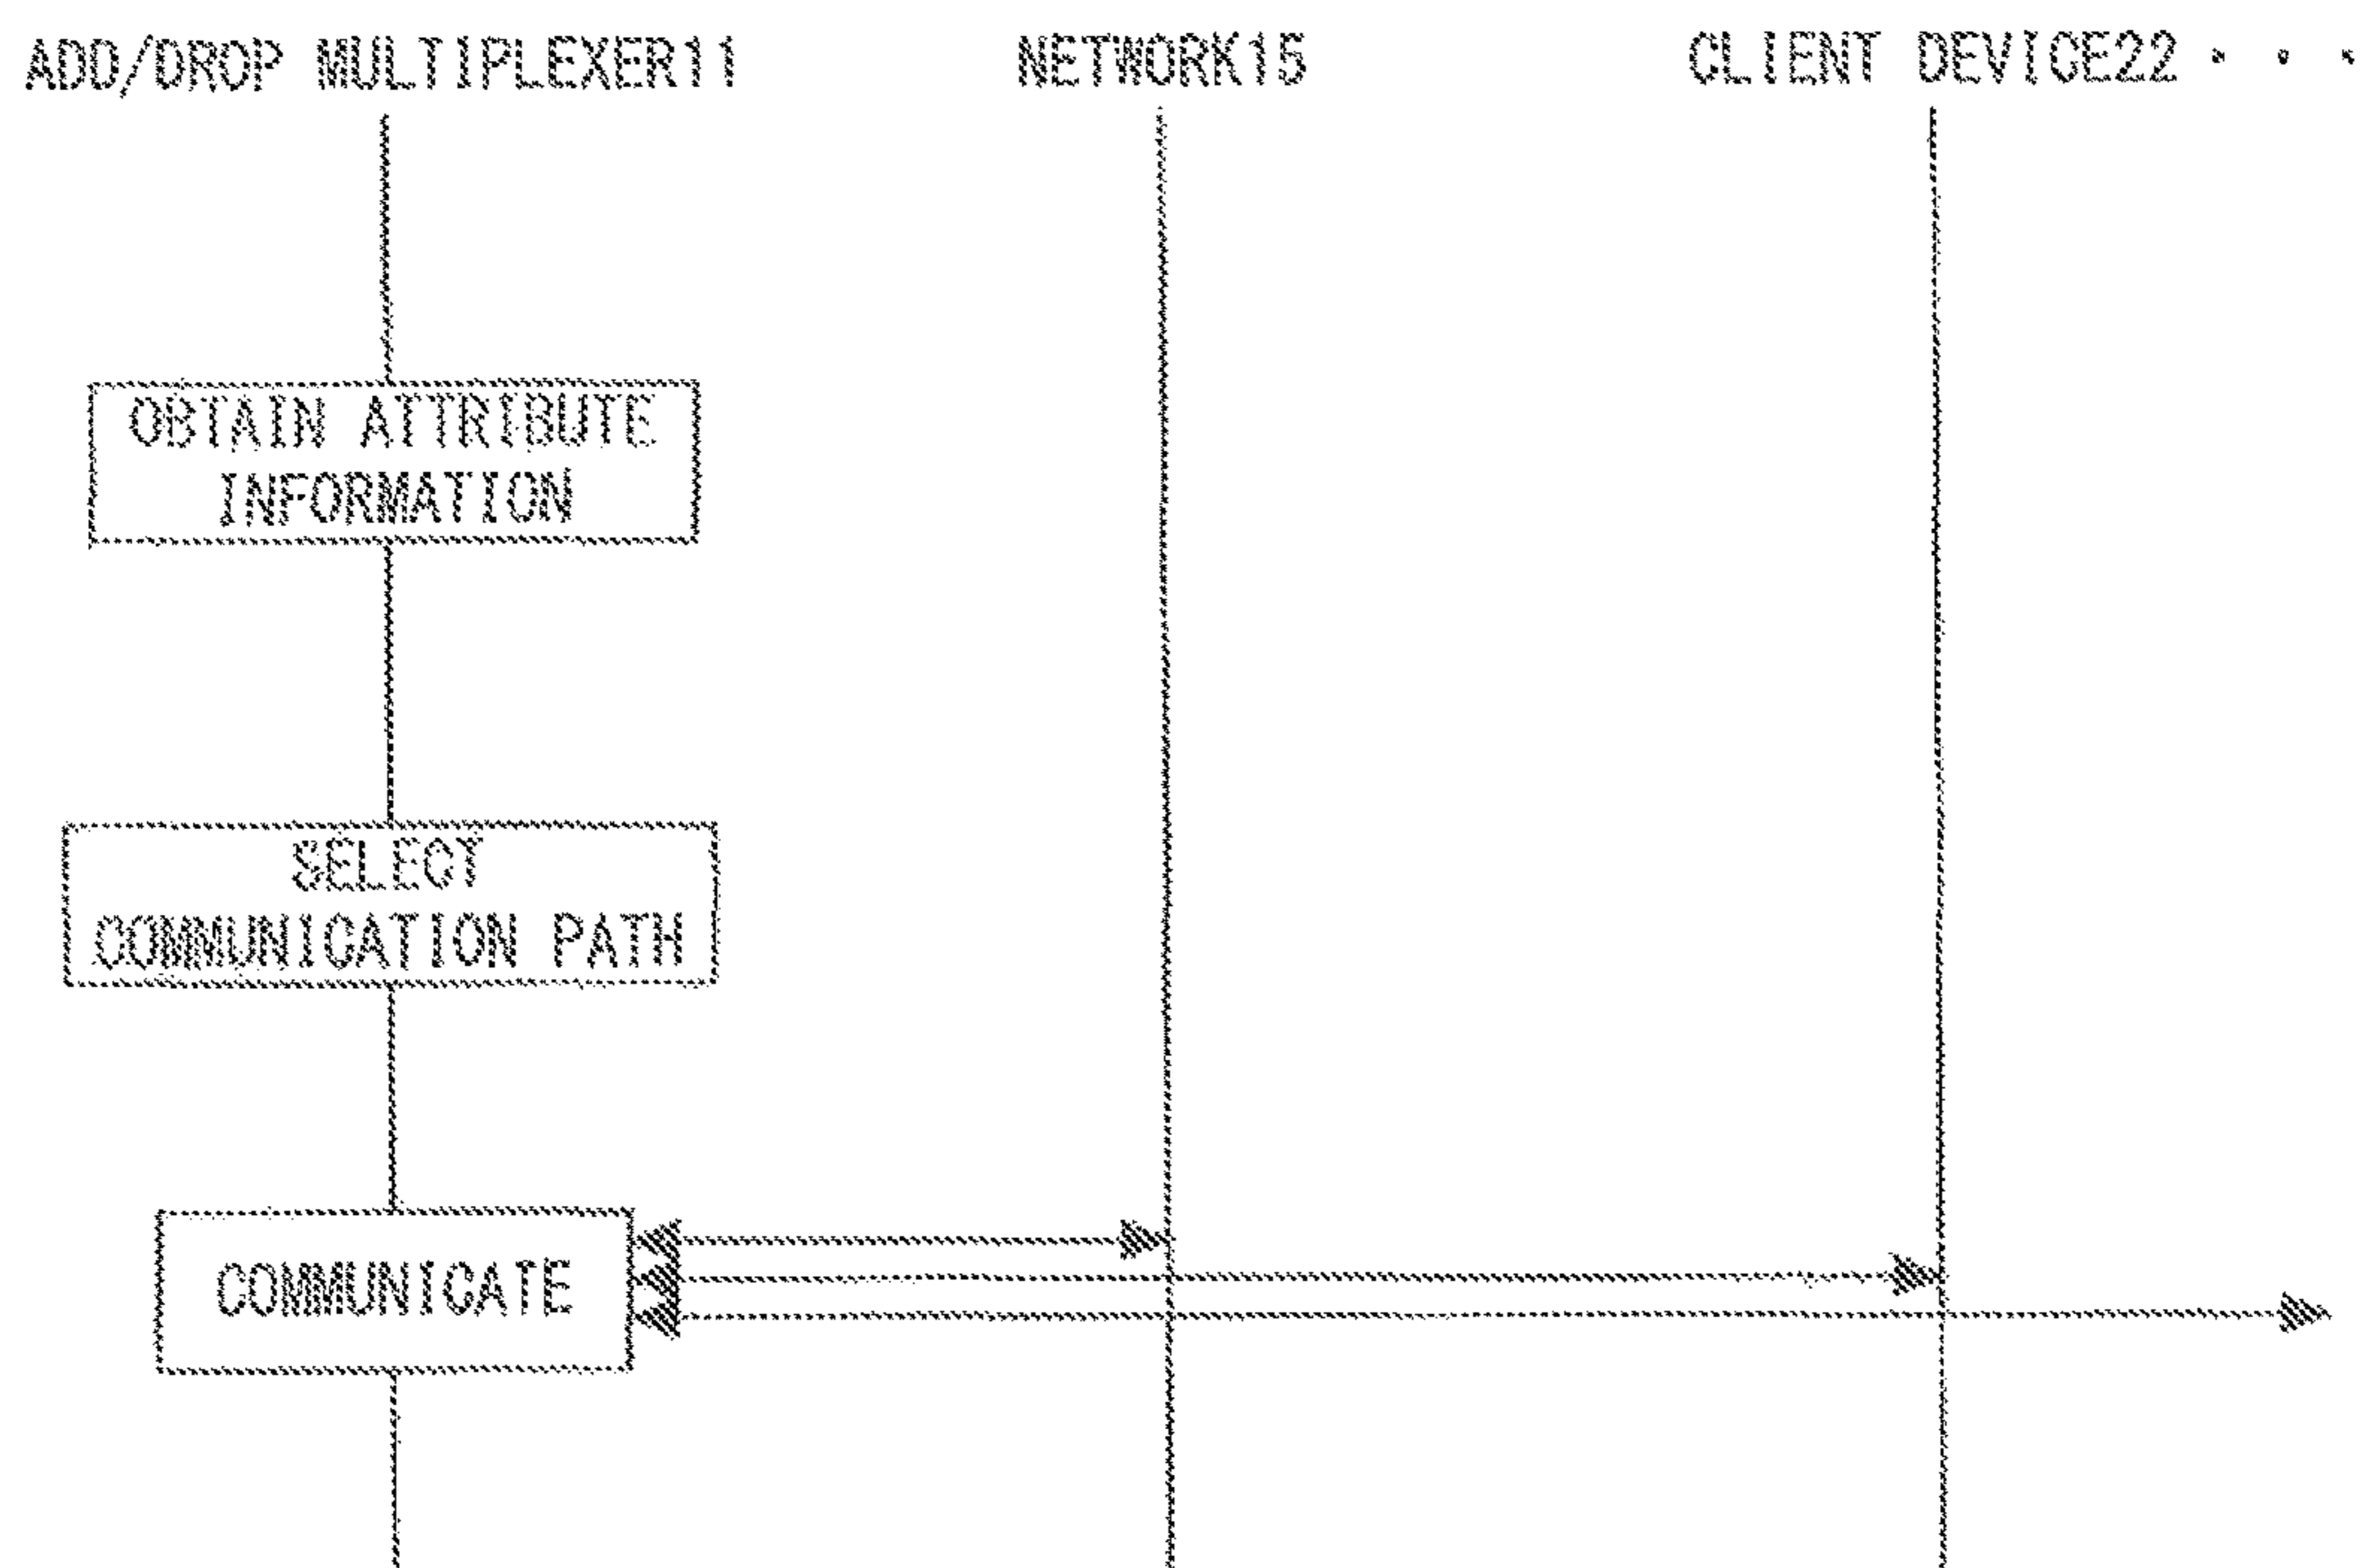 ADD/DROP MULTIPLEXER11 NETWORK15 CLIENT DEVICE22 · · ·
OBTAIN ATTRIBUTE
INFORMATION
SELECT
COMMUNICATION PATH
COMMUNICATE